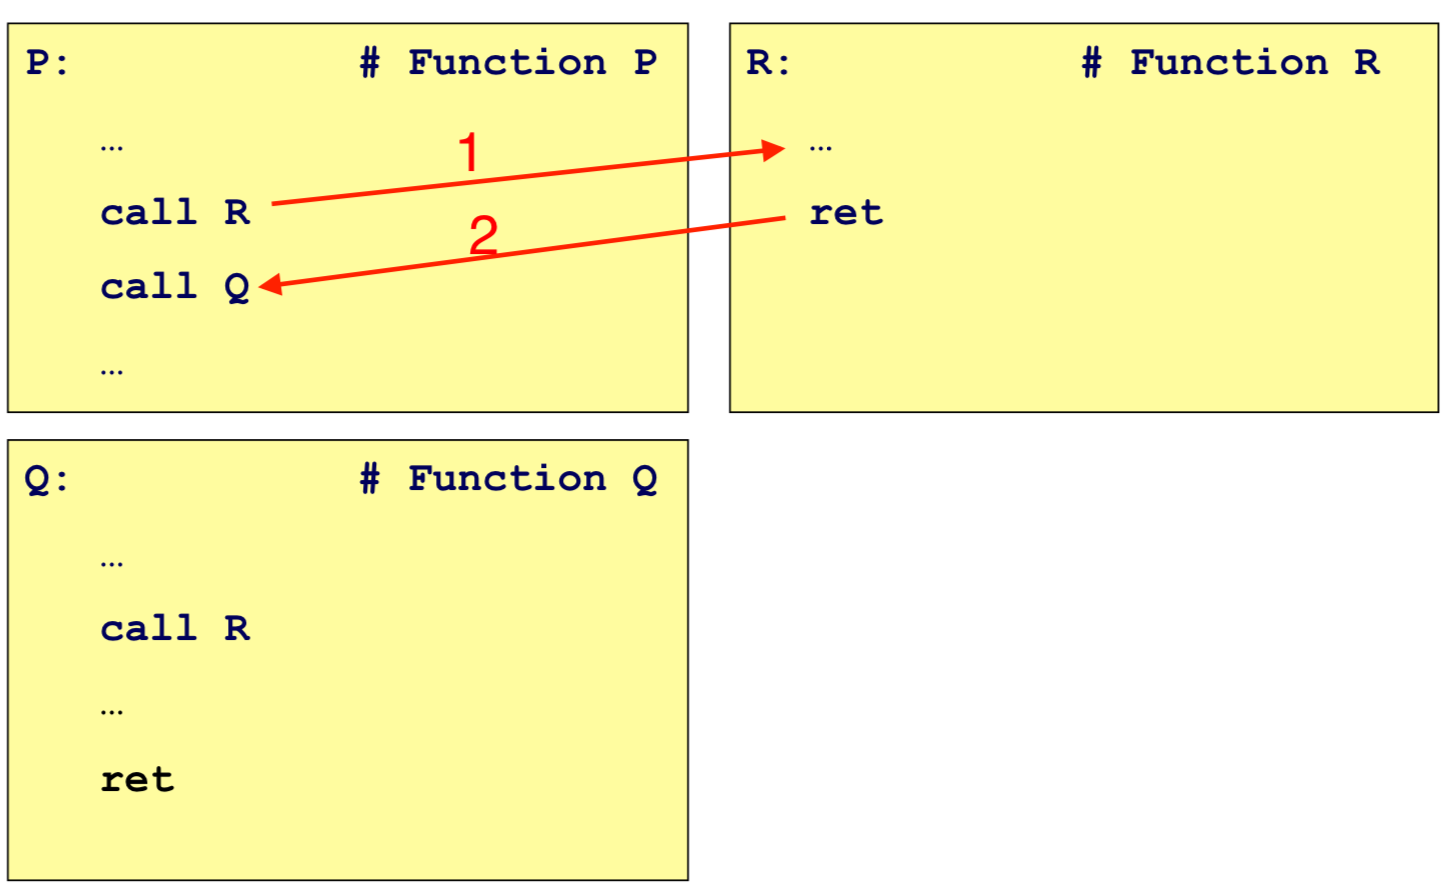 P: # Function P
…
call R
call Q
…
R: # Function R
…
ret
1
2
Q: # Function Q
…
call R
…
ret